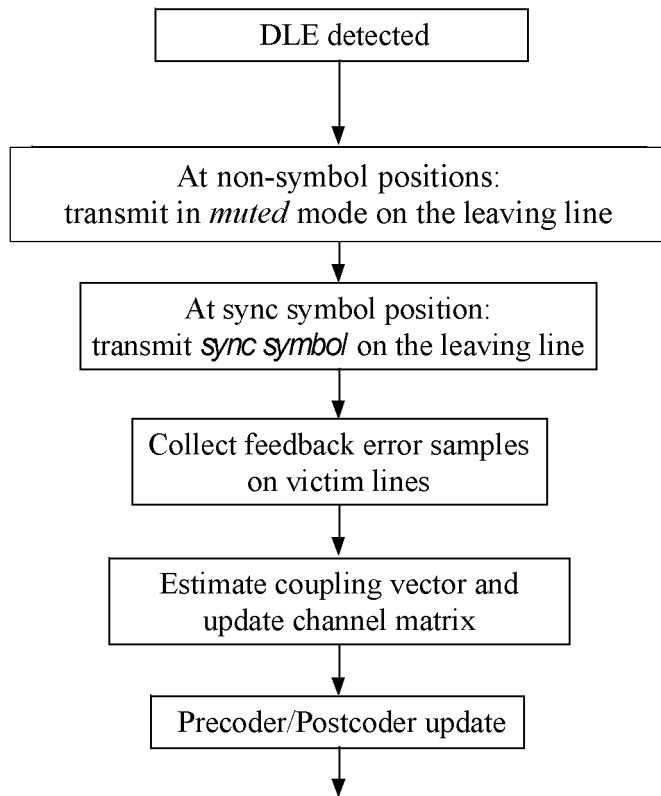 DLE detected
At non-symbol positions:
transmit in muted mode on the leaving line
At sync symbol position:
transmit sync symbol on the leaving line
Collect feedback error samples
on victim lines
Estimate coupling vector and
update channel matrix
Precoder/Postcoder update